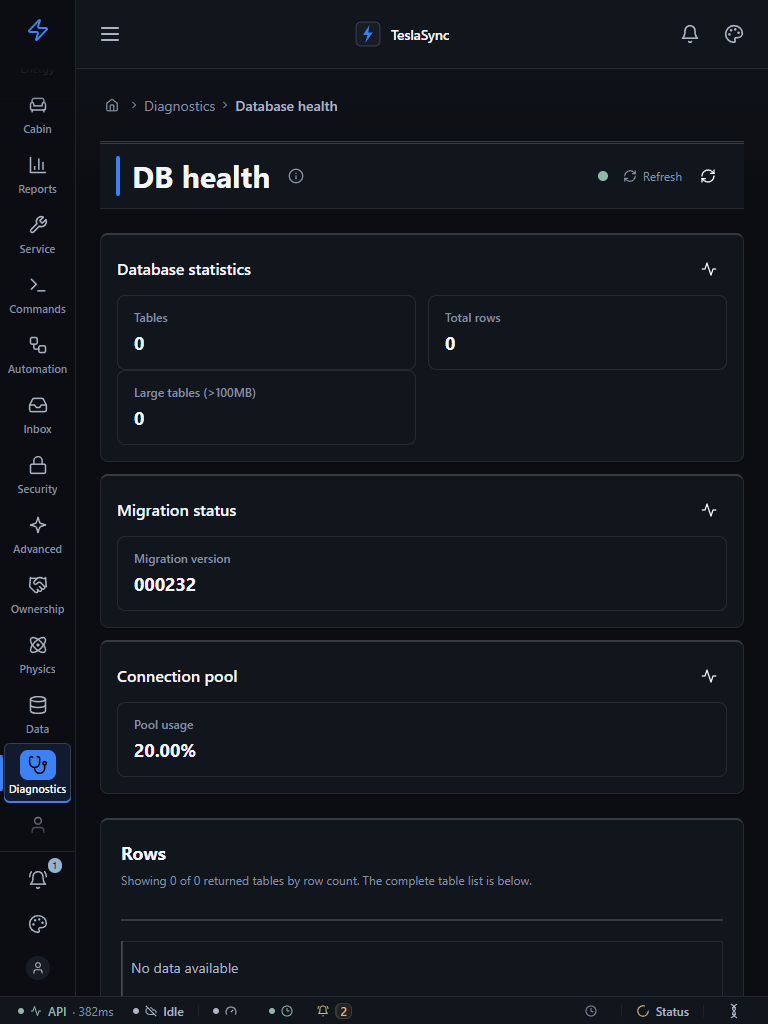 TeslaSync
Energy
Cabin
Reports
Service
Commands
Automation
Inbox
Security
Advanced
Ownership
Physics
Data
Diagnostics
1
Diagnostics
Database health
DB health
Refresh
Database statistics
Tables
0
Total rows
0
Large tables (>100MB)
0
Migration status
Migration version
000232
Connection pool
Pool usage
20.00%
Rows
Showing 0 of 0 returned tables by row count. The complete table list is below.
No data available
API · 382ms
Idle
2
Status